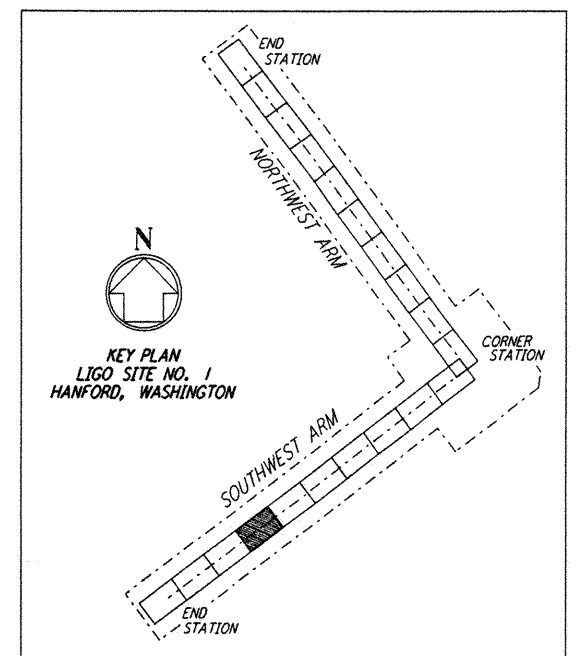 END
STATION
NORTHWEST ARM
N
KEY PLAN
LIGO SITE NO. 1
HANFORD, WASHINGTON
CORNER
STATION
SOUTHWEST ARM
END
STATION